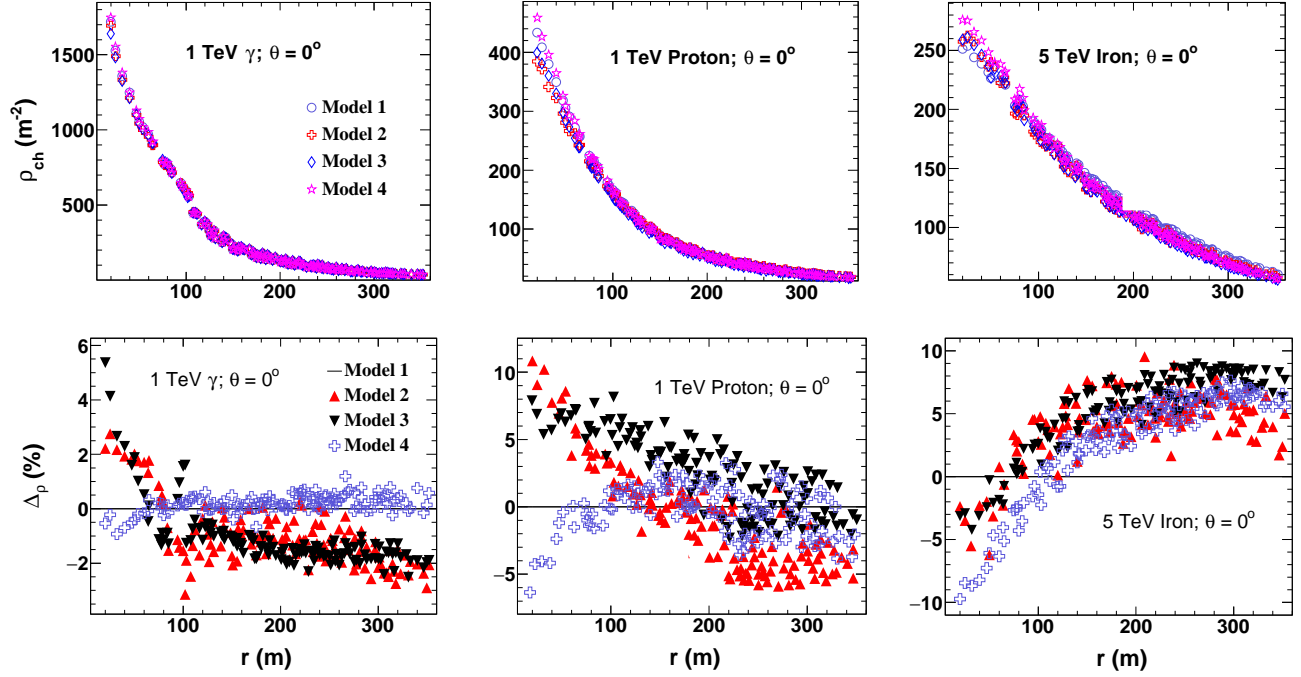 1 TeV γ; θ = 0°
Model 1
Model 2
Model 3
Model 4
ρch (m-2)
500
1000
1500
100
200
300
1 TeV Proton; θ = 0°
100
200
300
400
100
200
300
5 TeV Iron; θ = 0°
100
150
200
250
100
200
300
1 TeV γ; θ = 0°
Model 1
Model 2
Model 3
Model 4
Δρ (%)
6
4
2
0
−2
100
200
300
r (m)
1 TeV Proton; θ = 0°
10
5
0
−5
100
200
300
r (m)
5 TeV Iron; θ = 0°
10
5
0
−5
−10
100
200
300
r (m)